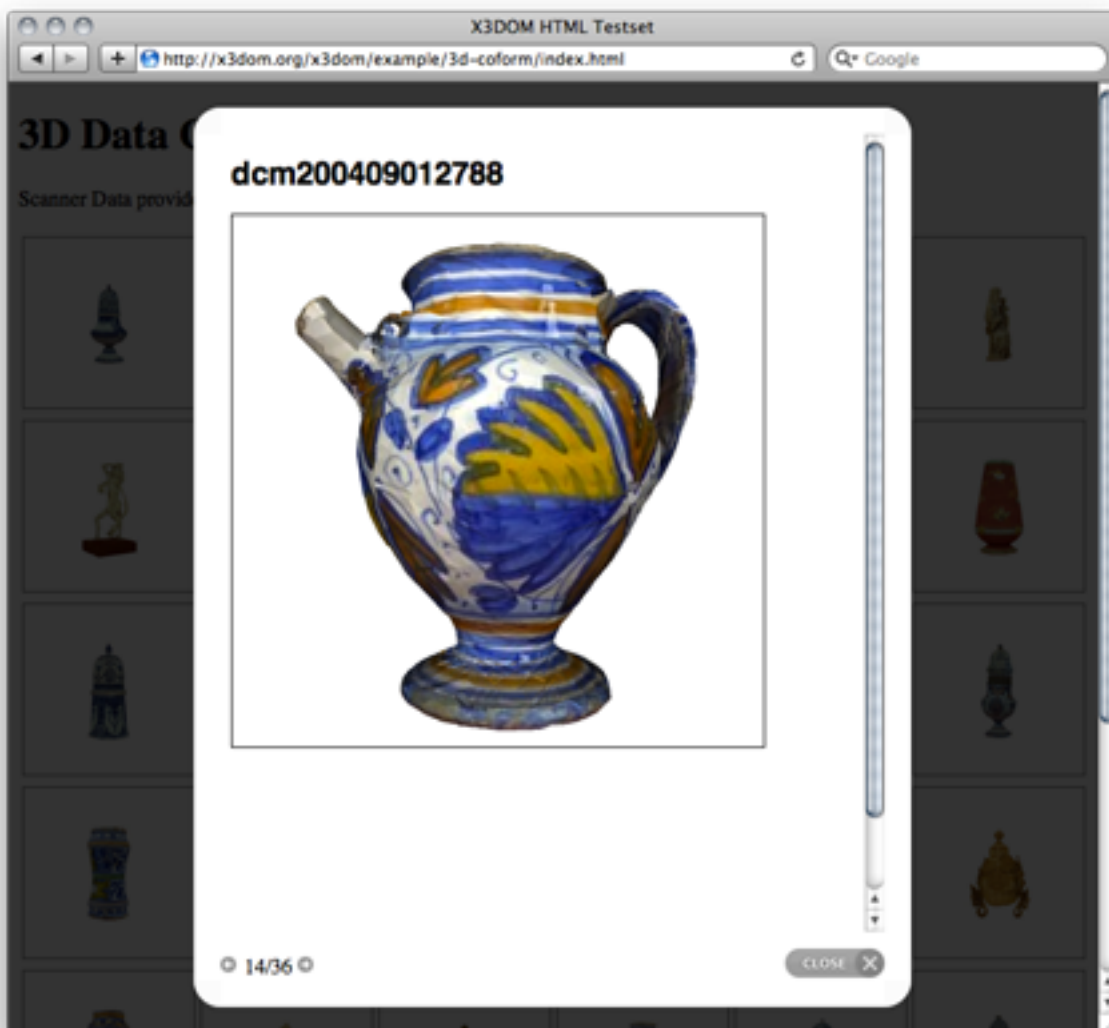 X3DOM HTML Testset
http://x3dom.org/x3dom/example/3d-coform/index.html
Google
3D Data
Scanner Data provid
dcm200409012788
14/36
CLOSE